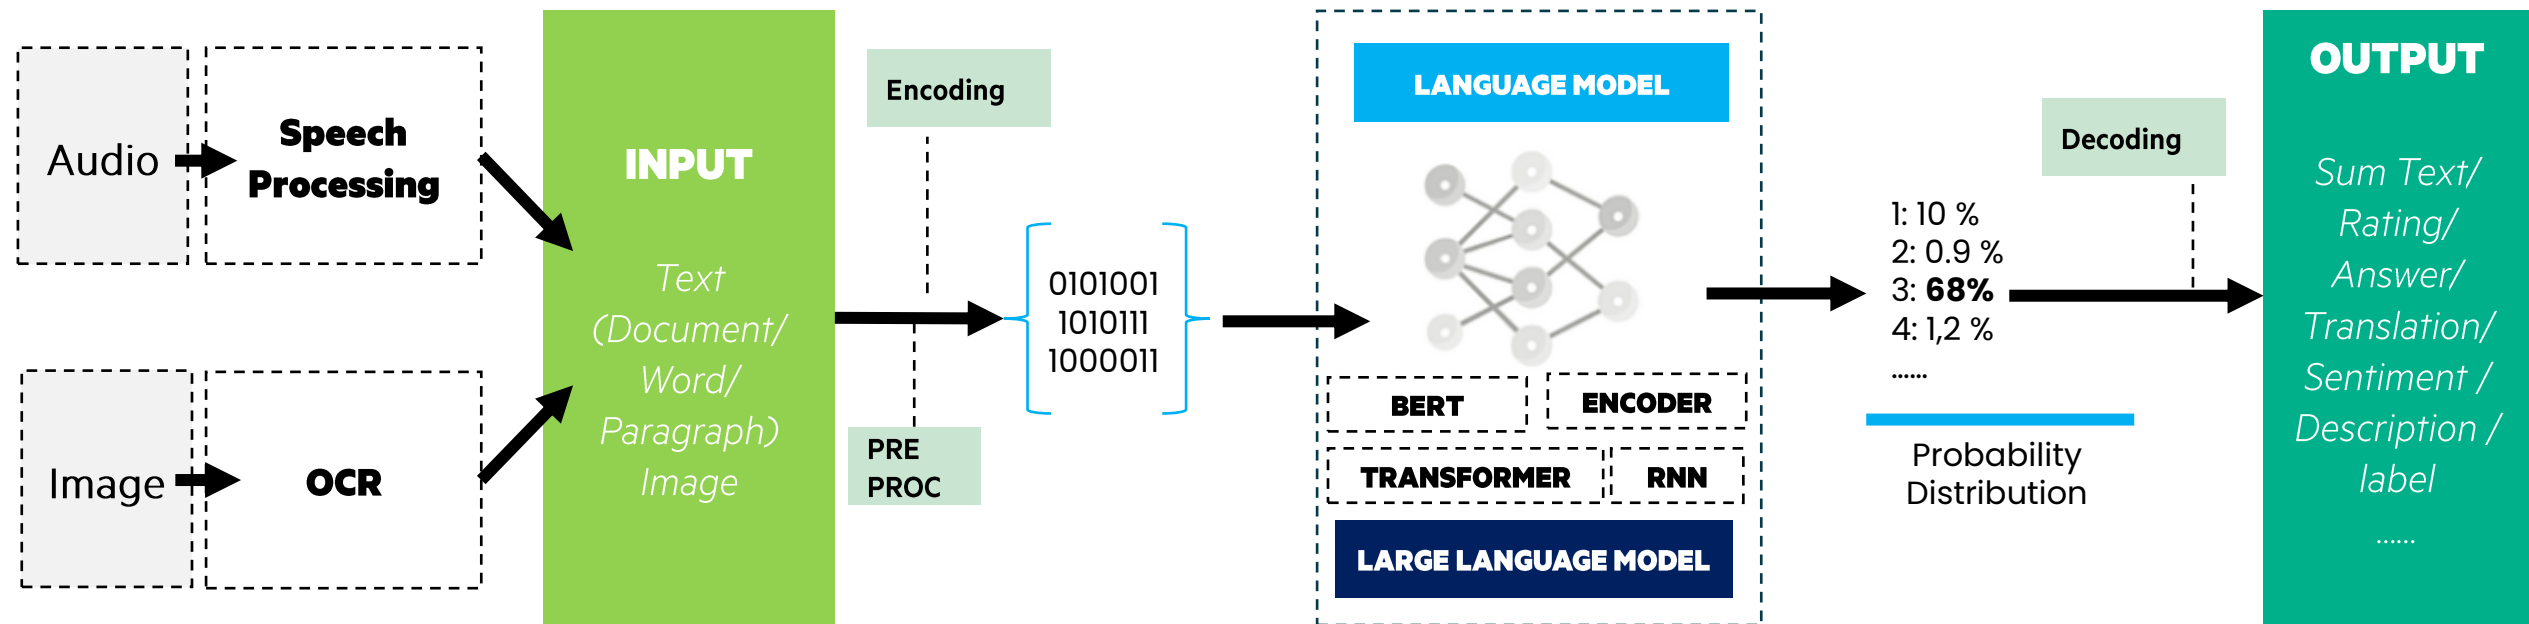 Audio
Speech
Processing
Image
OCR
INPUT
Text
(Document/
Word/
Paragraph)
Image
Encoding
PRE
PROC
0101001
1010111
1000011
LANGUAGE MODEL
BERT
ENCODER
TRANSFORMER
RNN
LARGE LANGUAGE MODEL
1: 10 %
2: 0.9 %
3: 68%
4: 1,2 %
......
Probability
Distribution
Decoding
OUTPUT
Sum Text/
Rating/
Answer/
Translation/
Sentiment /
Description /
label
......